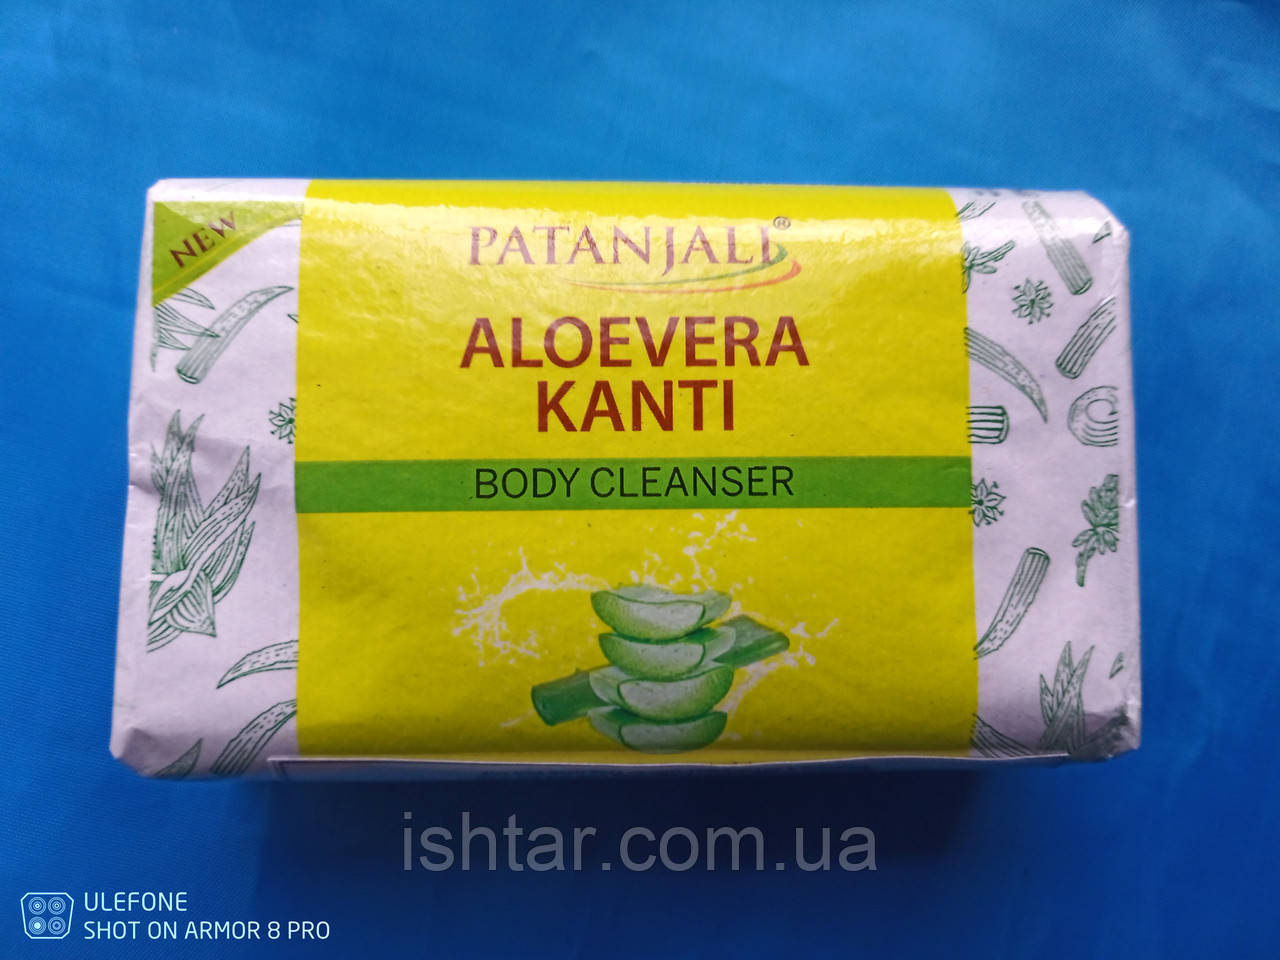 NEW
PATANJALI®
ALOEVERA
KANTI
BODY CLEANSER
ishtar.com.ua
ULEFONE
SHOT ON ARMOR 8 PRO